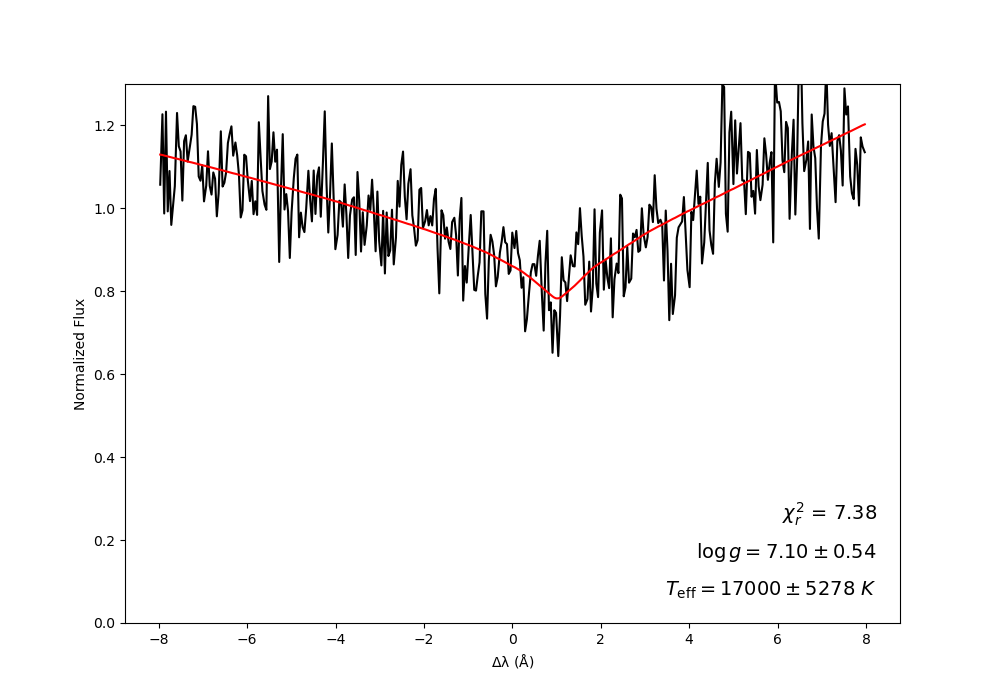 1.2
1.0
0.8
0.6
0.4
0.2
0.0
Normalized Flux
χ²ᵣ = 7.38
log g = 7.10 ± 0.54
T_eff = 17000 ± 5278 K
−8 −6 −4 −2 0 2 4 6 8
Δλ (Å)